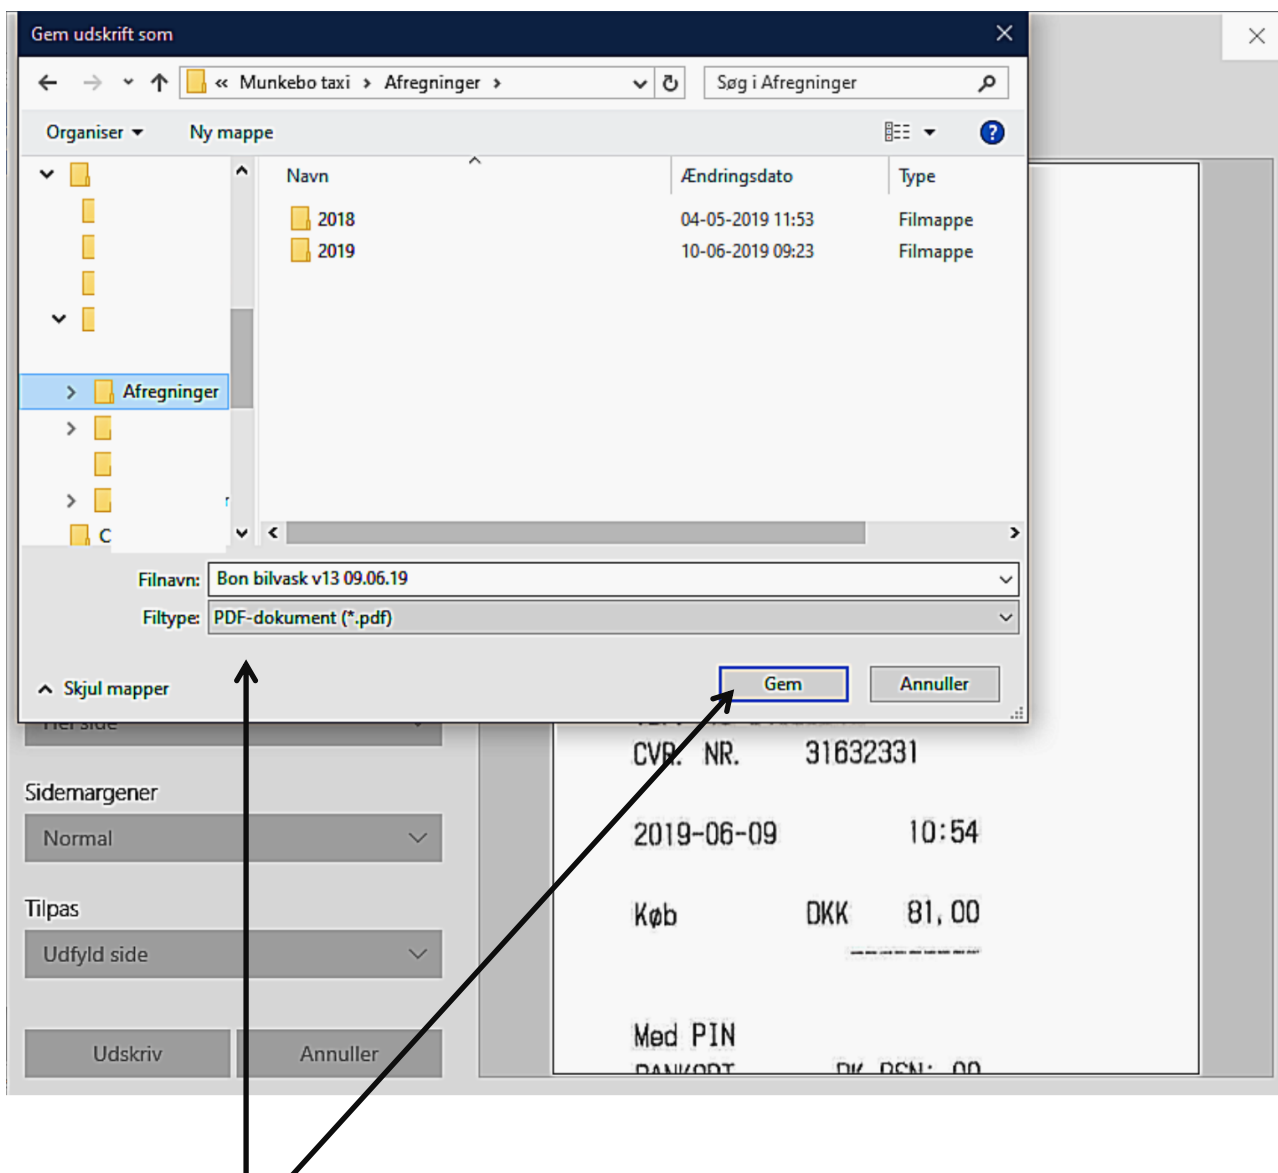 Gem udskrift som
« Munkebo taxi > Afregninger >
Søg i Afregninger
Organiser
Ny mappe
Navn
Ændringsdato
Type
2018
04-05-2019 11:53
Filmappe
2019
10-06-2019 09:23
Filmappe
Afregninger
C
Filnavn: Bon bilvask v13 09.06.19
Filtype: PDF-dokument (*.pdf)
Skjul mapper
Gem
Annuller
CVR. NR. 31632331
Sidemargener
Normal
2019-06-09 10:54
Tilpas
Køb DKK 81,00
Udfyld side
Med PIN
Udskriv
Annuller